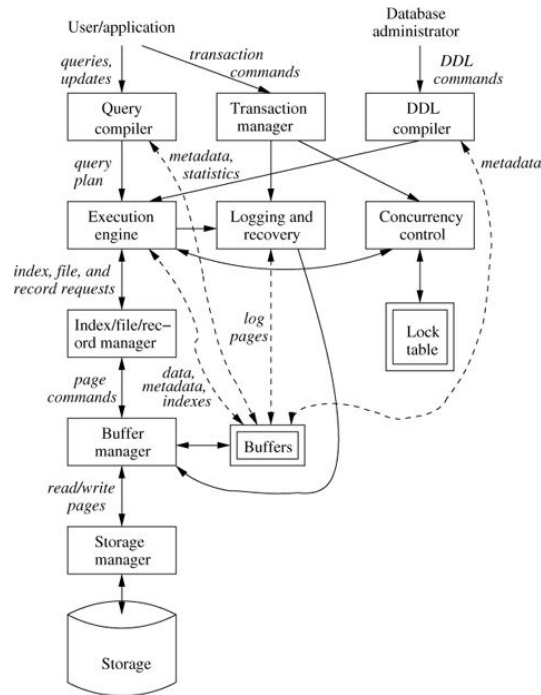 User/application
Database
administrator
queries,
updates
transaction
commands
DDL
commands
Query
compiler
Transaction
manager
DDL
compiler
query
plan
metadata,
statistics
metadata
Execution
engine
Logging and
recovery
Concurrency
control
index, file, and
record requests
Index/file/rec-
ord manager
log
pages
Lock
table
page
commands
data,
metadata,
indexes
Buffer
manager
Buffers
read/write
pages
Storage
manager
Storage